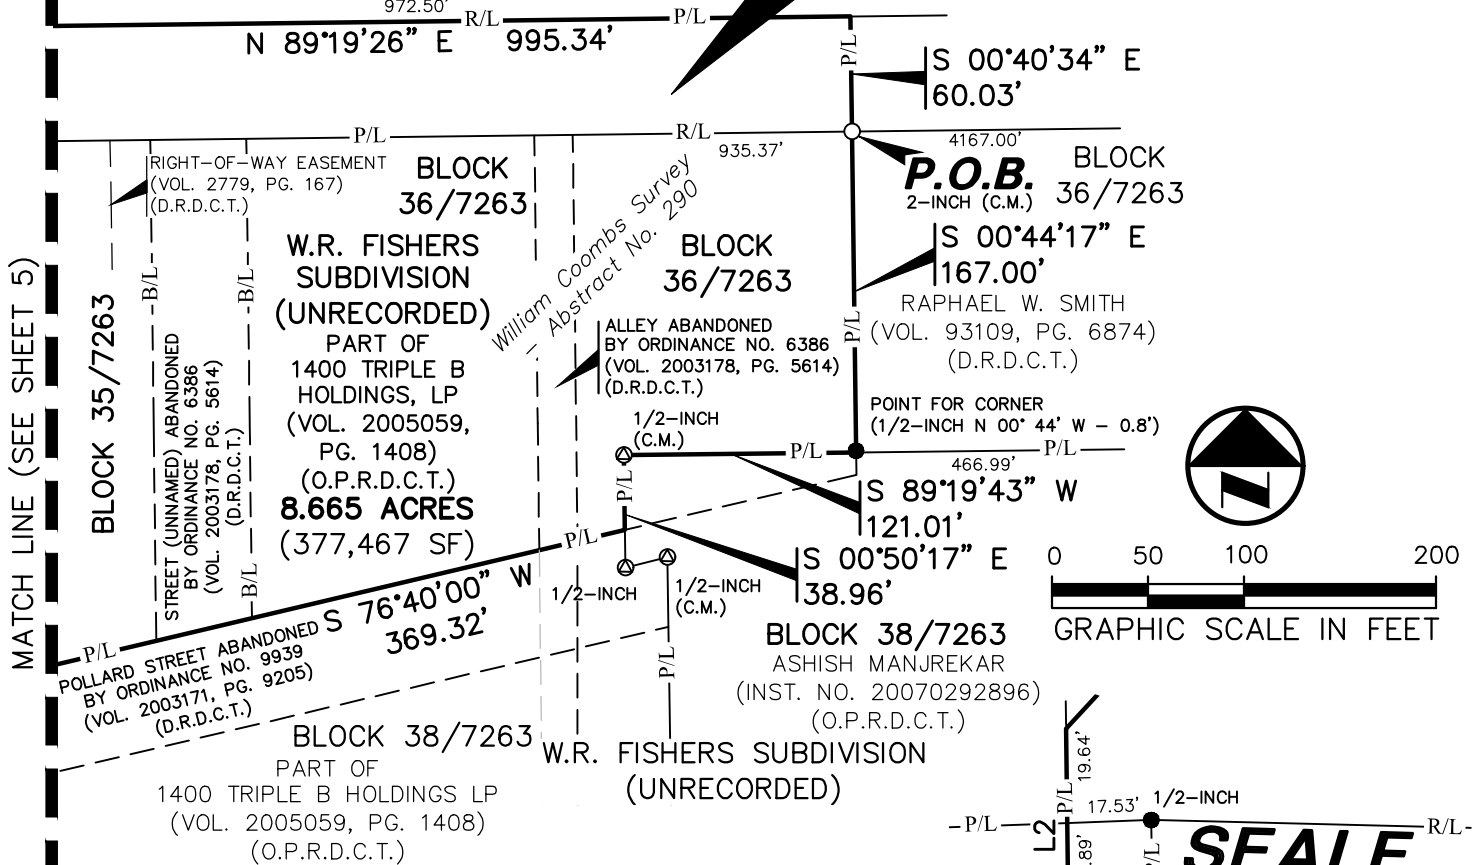 972.50'
R/L
P/L
N 89°19'26" E 995.34'
P/L
S 00°40'34" E
60.03'
P/L
R/L
935.37'
4167.00'
P.O.B.
2-INCH (C.M.)
BLOCK
36/7263
RIGHT-OF-WAY EASEMENT
(VOL. 2779, PG. 167)
(D.R.D.C.T.)
BLOCK
36/7263
William Coombs Survey
Abstract No. 290
W.R. FISHERS
SUBDIVISION
(UNRECORDED)
PART OF
1400 TRIPLE B
HOLDINGS, LP
(VOL. 2005059,
PG. 1408)
(O.P.R.D.C.T.)
8.665 ACRES
(377,467 SF)
BLOCK
36/7263
S 00°44'17" E
167.00'
RAPHAEL W. SMITH
(VOL. 93109, PG. 6874)
(D.R.D.C.T.)
P/L
B/L
B/L
B/L
MATCH LINE (SEE SHEET 5)
BLOCK 35/7263
STREET (UNNAMED) ABANDONED
BY ORDINANCE NO. 6386
(VOL. 2003178, PG. 5614)
(D.R.D.C.T.)
ALLEY ABANDONED
BY ORDINANCE NO. 6386
(VOL. 2003178, PG. 5614)
(D.R.D.C.T.)
1/2-INCH
(C.M.)
POINT FOR CORNER
(1/2-INCH N 00° 44' W - 0.8')
P/L
P/L
466.99'
P/L
S 89°19'43" W
121.01'
P/L
S 00°50'17" E
38.96'
1/2-INCH
1/2-INCH
(C.M.)
P/L
S 76°40'00" W
369.32'
P/L
POLLARD STREET ABANDONED
BY ORDINANCE NO. 9939
(VOL. 2003171, PG. 9205)
(D.R.D.C.T.)
0 50 100 200
GRAPHIC SCALE IN FEET
BLOCK 38/7263
ASHISH MANJREKAR
(INST. NO. 20070292896)
(O.P.R.D.C.T.)
W.R. FISHERS SUBDIVISION
(UNRECORDED)
BLOCK 38/7263
PART OF
1400 TRIPLE B HOLDINGS LP
(VOL. 2005059, PG. 1408)
(O.P.R.D.C.T.)
19.64'
P/L
17.53'
1/2-INCH
P/L
L2
.89'
P/L
R/L
SEALE